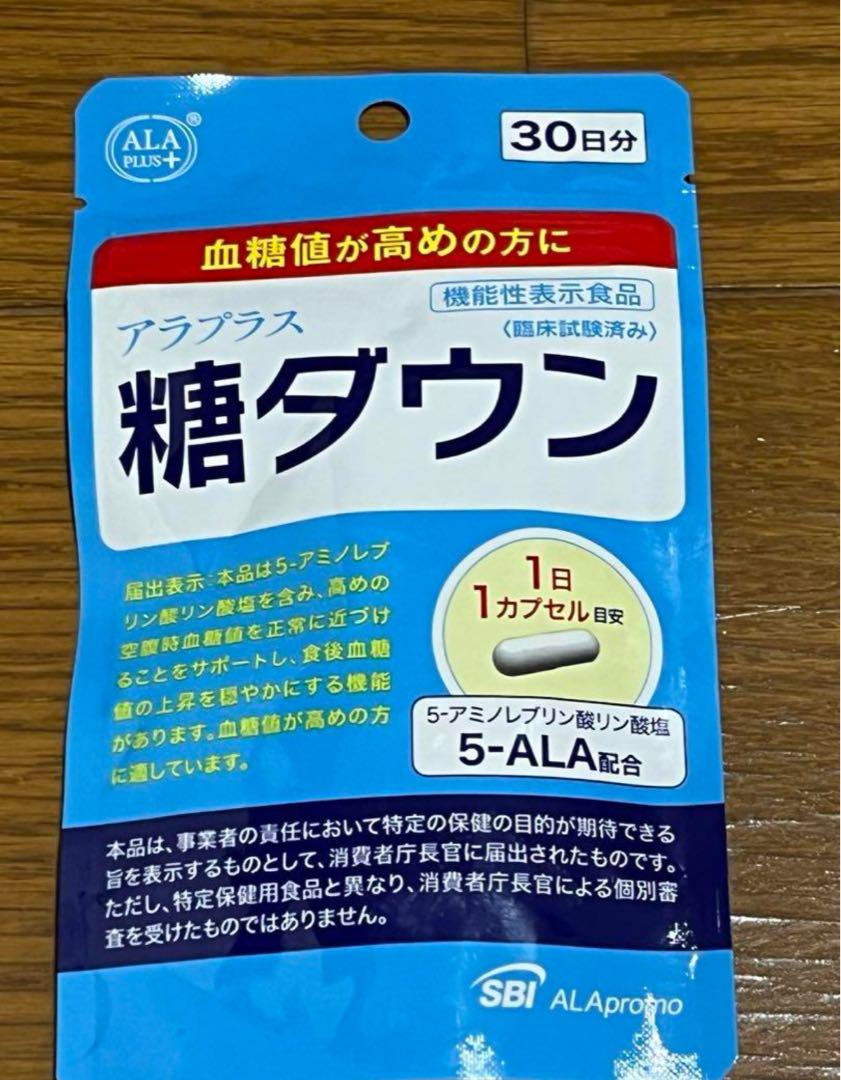 ALA
PLUS+
®
30日分
血糖値が高めの方に
機能性表示食品
アラプラス
〈臨床試験済み〉
糖ダウン
届出表示:本品は5-アミノレブ
リン酸リン酸塩を含み、高めの
空腹時血糖値を正常に近づけ
ることをサポートし、食後血糖
値の上昇を穏やかにする機能
があります。血糖値が高めの方
に適しています。
1日
1カプセル目安
5-アミノレブリン酸リン酸塩
5-ALA配合
本品は、事業者の責任において特定の保健の目的が期待できる
旨を表示するものとして、消費者庁長官に届出されたものです。
ただし、特定保健用食品と異なり、消費者庁長官による個別審
査を受けたものではありません。
SBI ALApromo